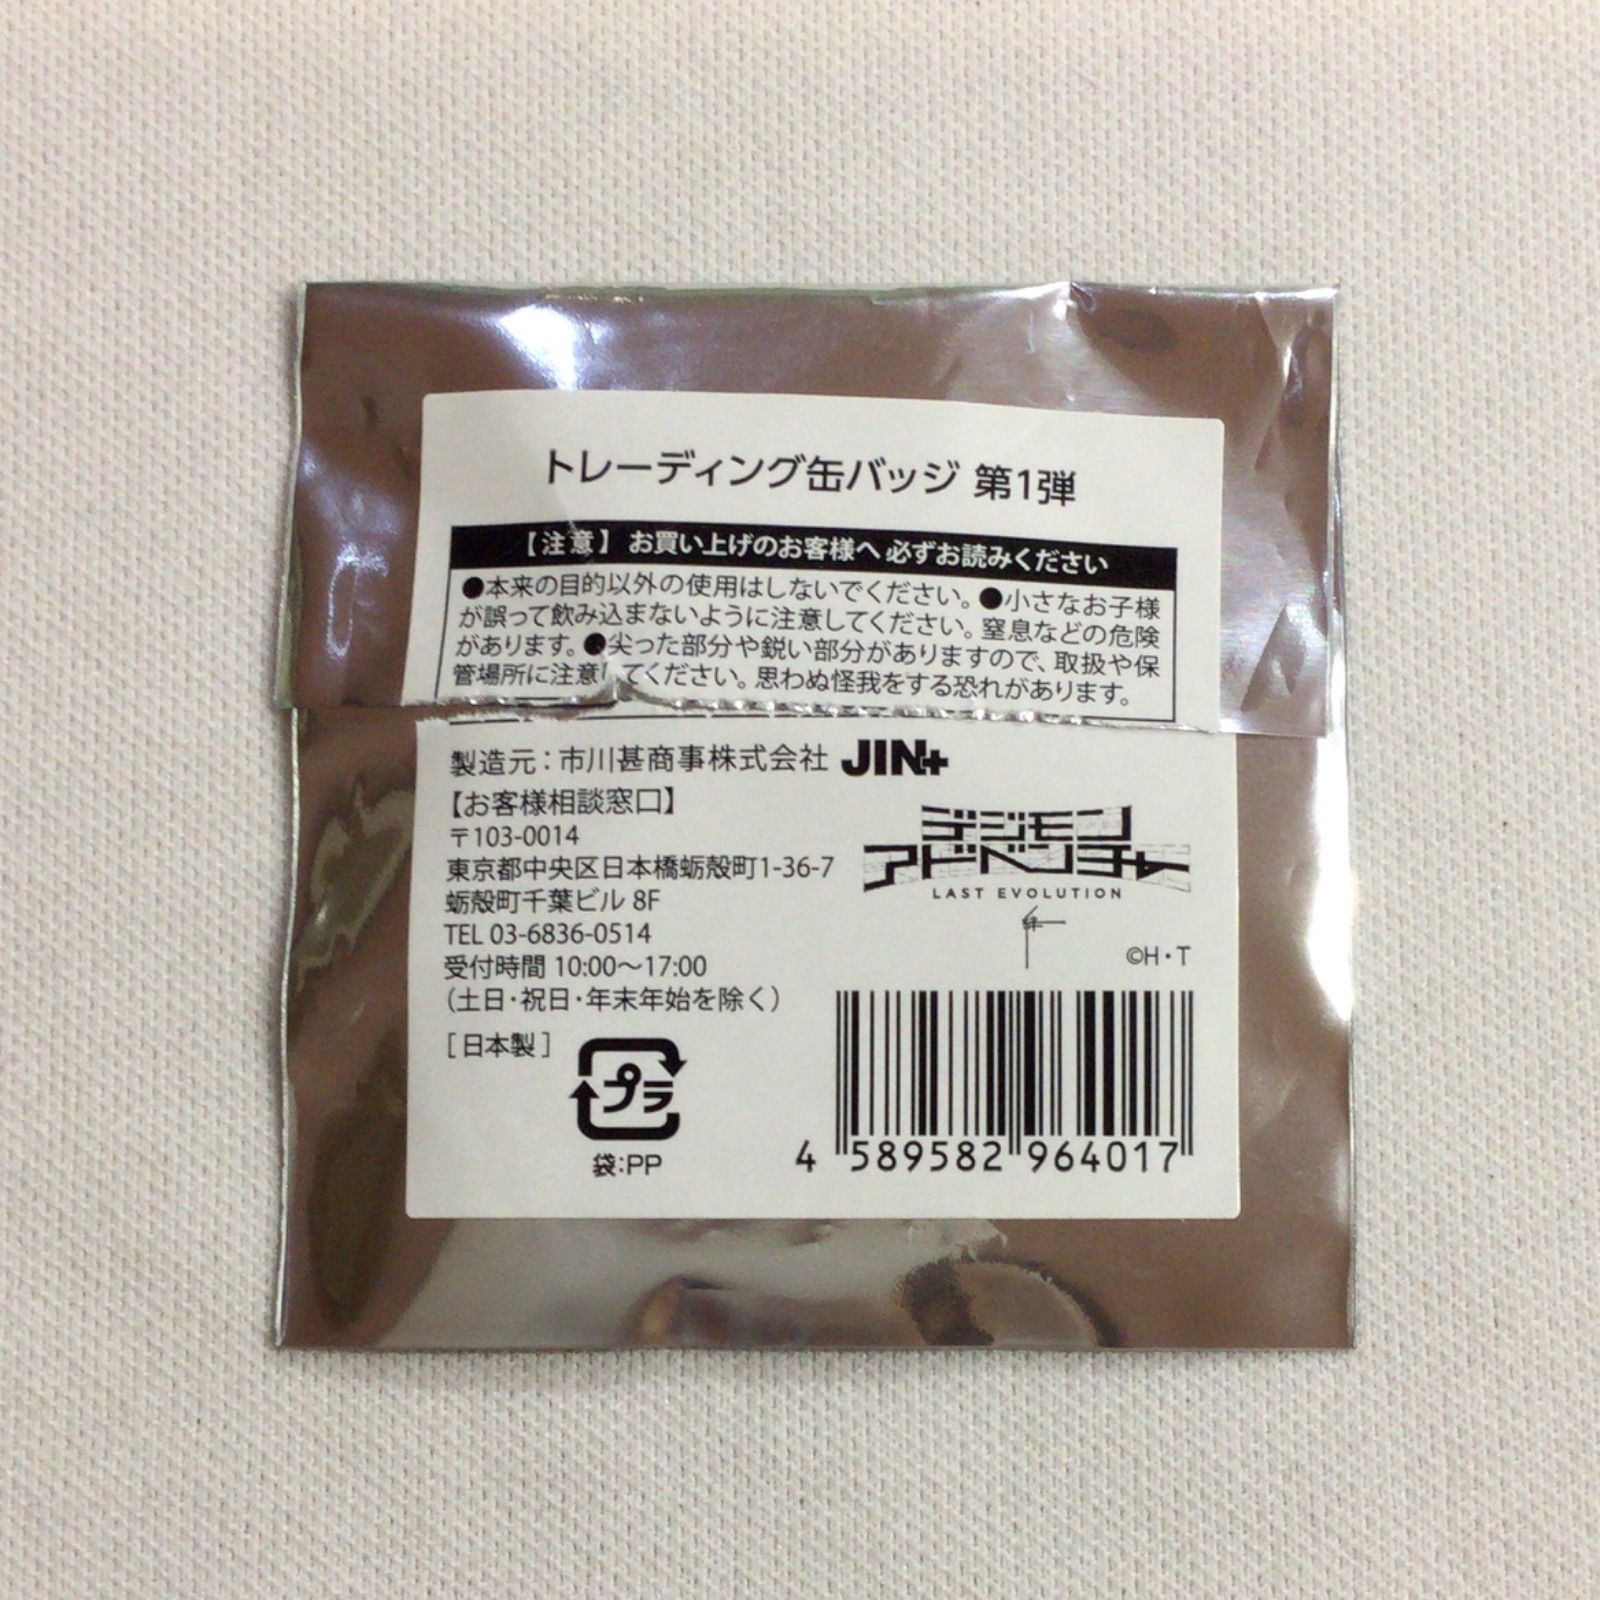 トレーディング缶バッジ 第1弾
【注意】 お買い上げのお客様へ 必ずお読みください
●本来の目的以外の使用はしないでください。●小さなお子様
が誤って飲み込まないように注意してください。窒息などの危険
があります。●尖った部分や鋭い部分がありますので、取扱や保
管場所に注意してください。思わぬ怪我をする恐れがあります。
製造元：市川甚商事株式会社 JIN+
【お客様相談窓口】
〒103-0014
東京都中央区日本橋蛎殻町1-36-7
蛎殻町千葉ビル 8F
TEL 03-6836-0514
受付時間 10:00～17:00
（土日・祝日・年末年始を除く）
デジモン
アドベンチャー
LAST EVOLUTION
絆
©H・T
［日本製］
プラ
袋：PP
4 589582 964017